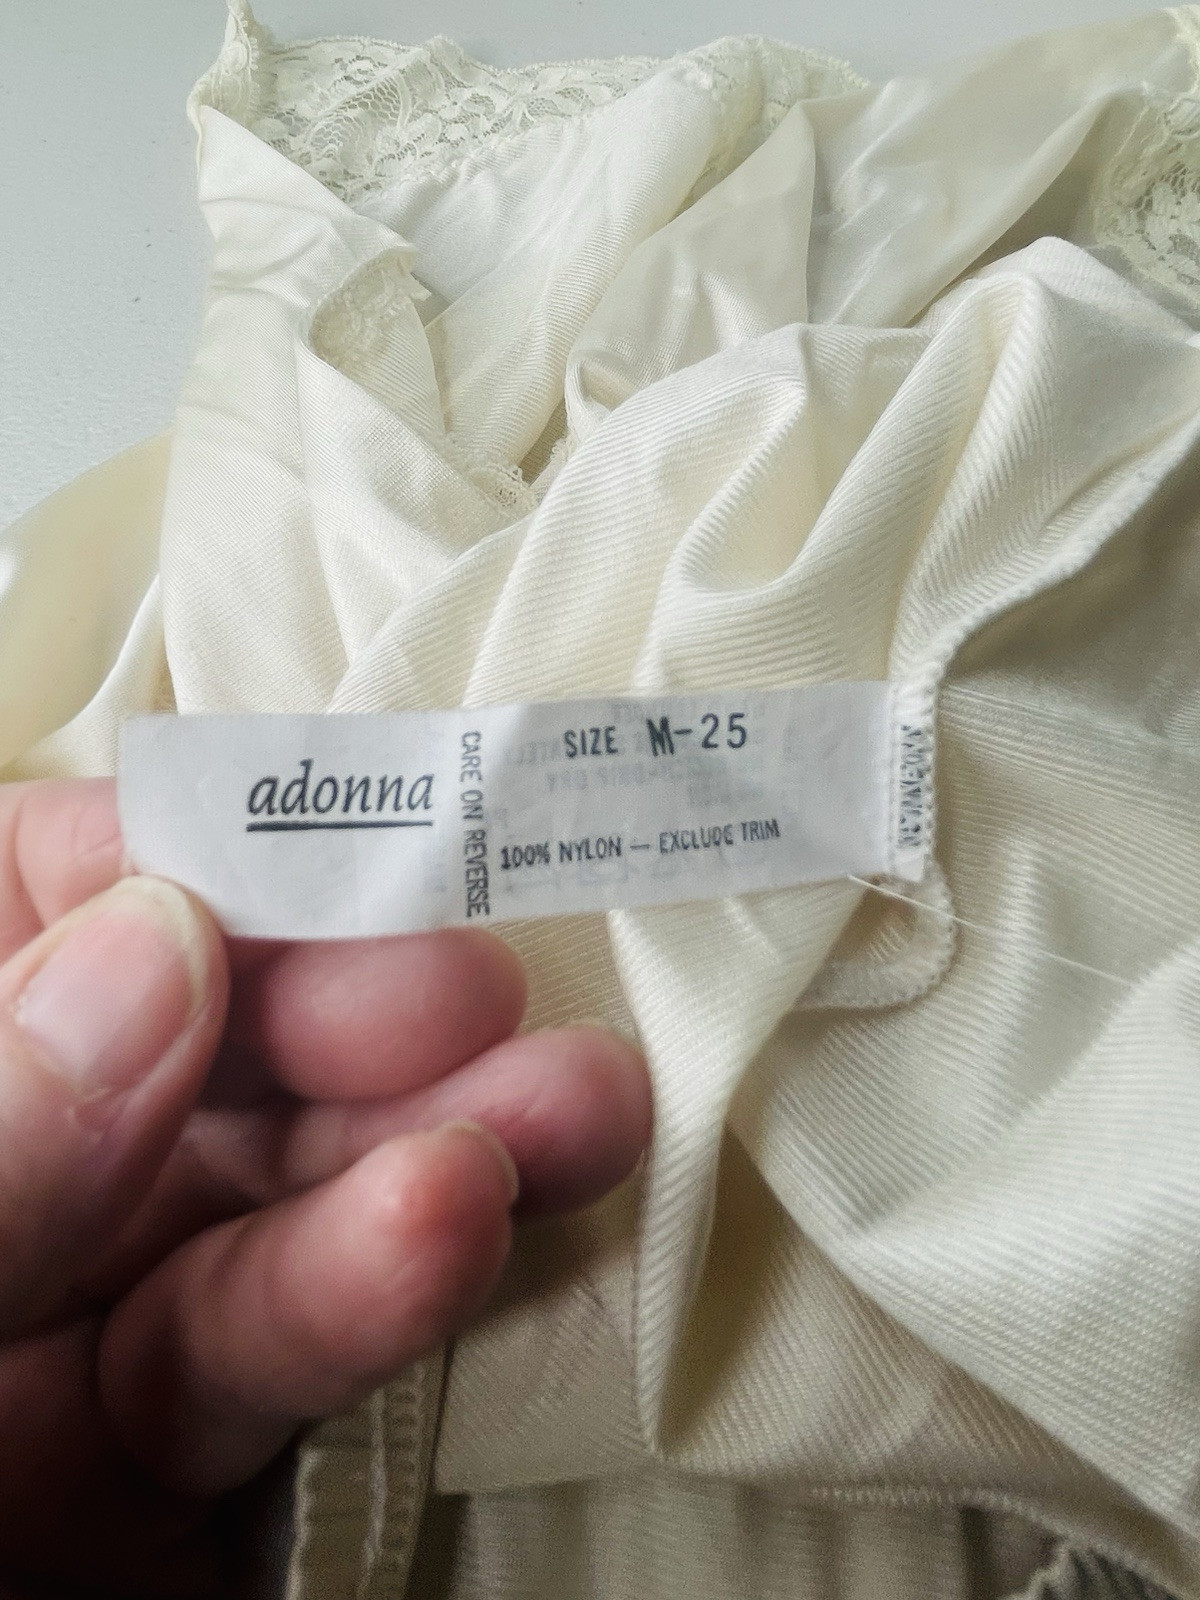 adonna
CARE ON REVERSE
SIZE M-25
100% NYLON — EXCLUDE TRIM